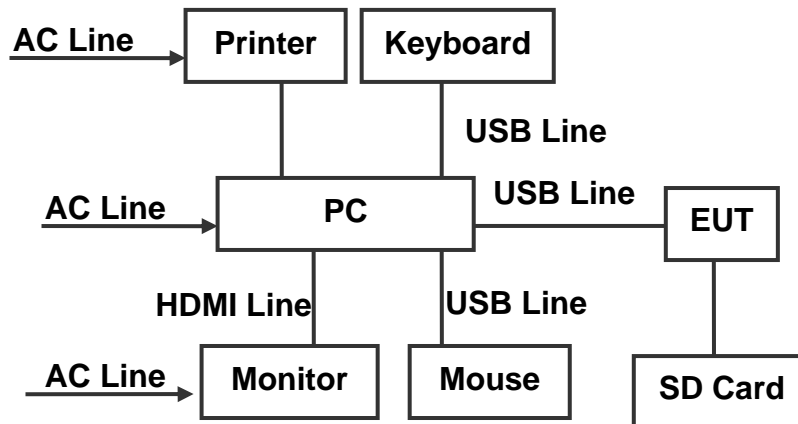 AC Line
Printer
Keyboard
USB Line
USB Line
AC Line
PC
EUT
HDMI Line
USB Line
AC Line
Monitor
Mouse
SD Card